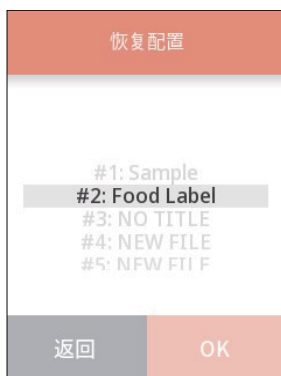 恢复配置
#1: Sample
#2: Food Label
#3: NO TITLE
#4: NEW FILE
#5: NEW FILE
返回
OK